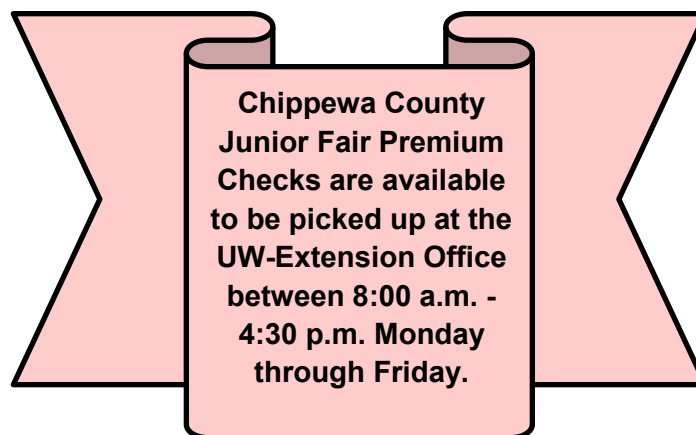 Chippewa County
Junior Fair Premium
Checks are available
to be picked up at the
UW-Extension Office
between 8:00 a.m. -
4:30 p.m. Monday
through Friday.